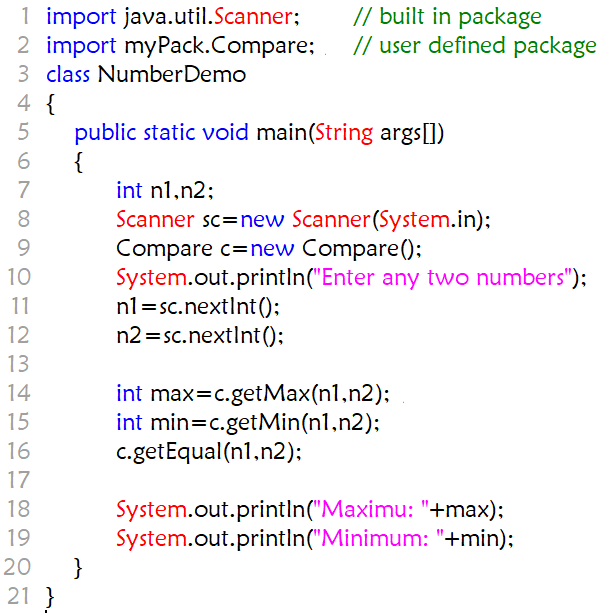 1 import java.util.Scanner; // built in package
2 import myPack.Compare; // user defined package
3 class NumberDemo
4 {
5 public static void main(String args[])
6 {
7 int n1,n2;
8 Scanner sc=new Scanner(System.in);
9 Compare c=new Compare();
10 System.out.println("Enter any two numbers");
11 n1=sc.nextInt();
12 n2=sc.nextInt();
13
14 int max=c.getMax(n1,n2);
15 int min=c.getMin(n1,n2);
16 c.getEqual(n1,n2);
17
18 System.out.println("Maximu: "+max);
19 System.out.println("Minimum: "+min);
20 }
21 }